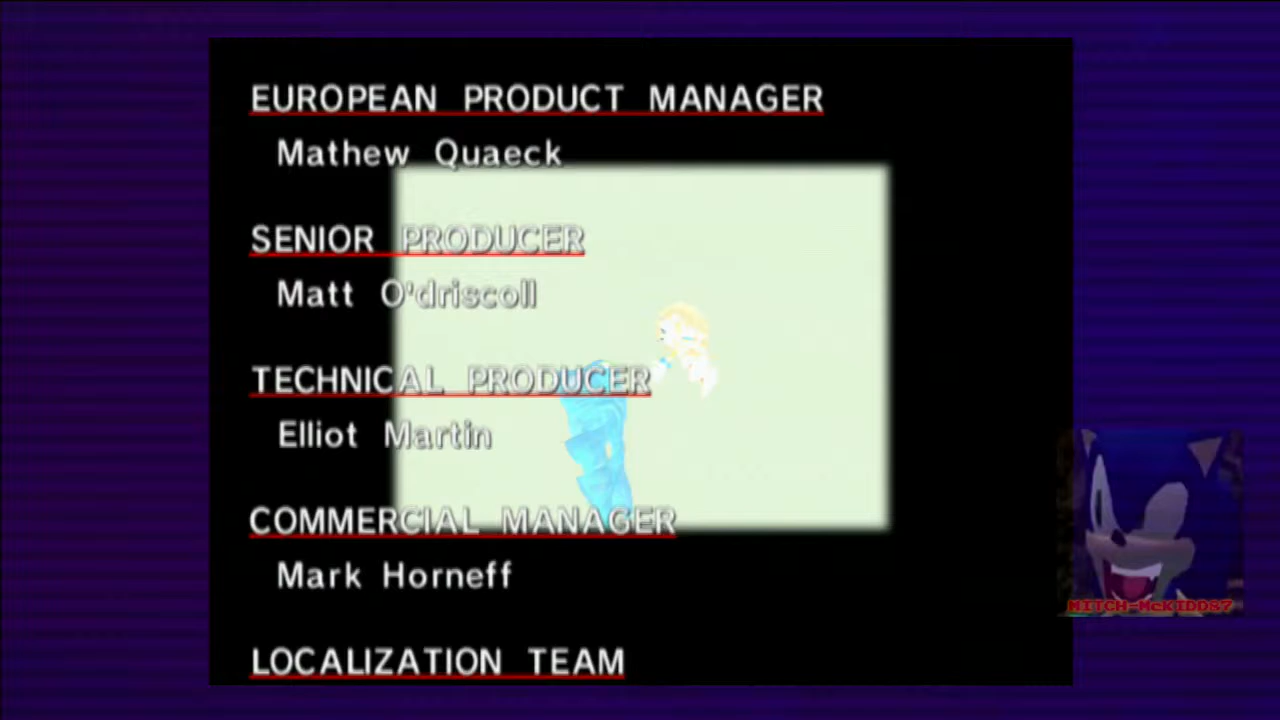 EUROPEAN PRODUCT MANAGER
Mathew Quaeck
SENIOR PRODUCER
Matt O'driscoll
TECHNICAL PRODUCER
Elliot Martin
COMMERCIAL MANAGER
Mark Horneff
MITCH-McKIDD87
LOCALIZATION TEAM